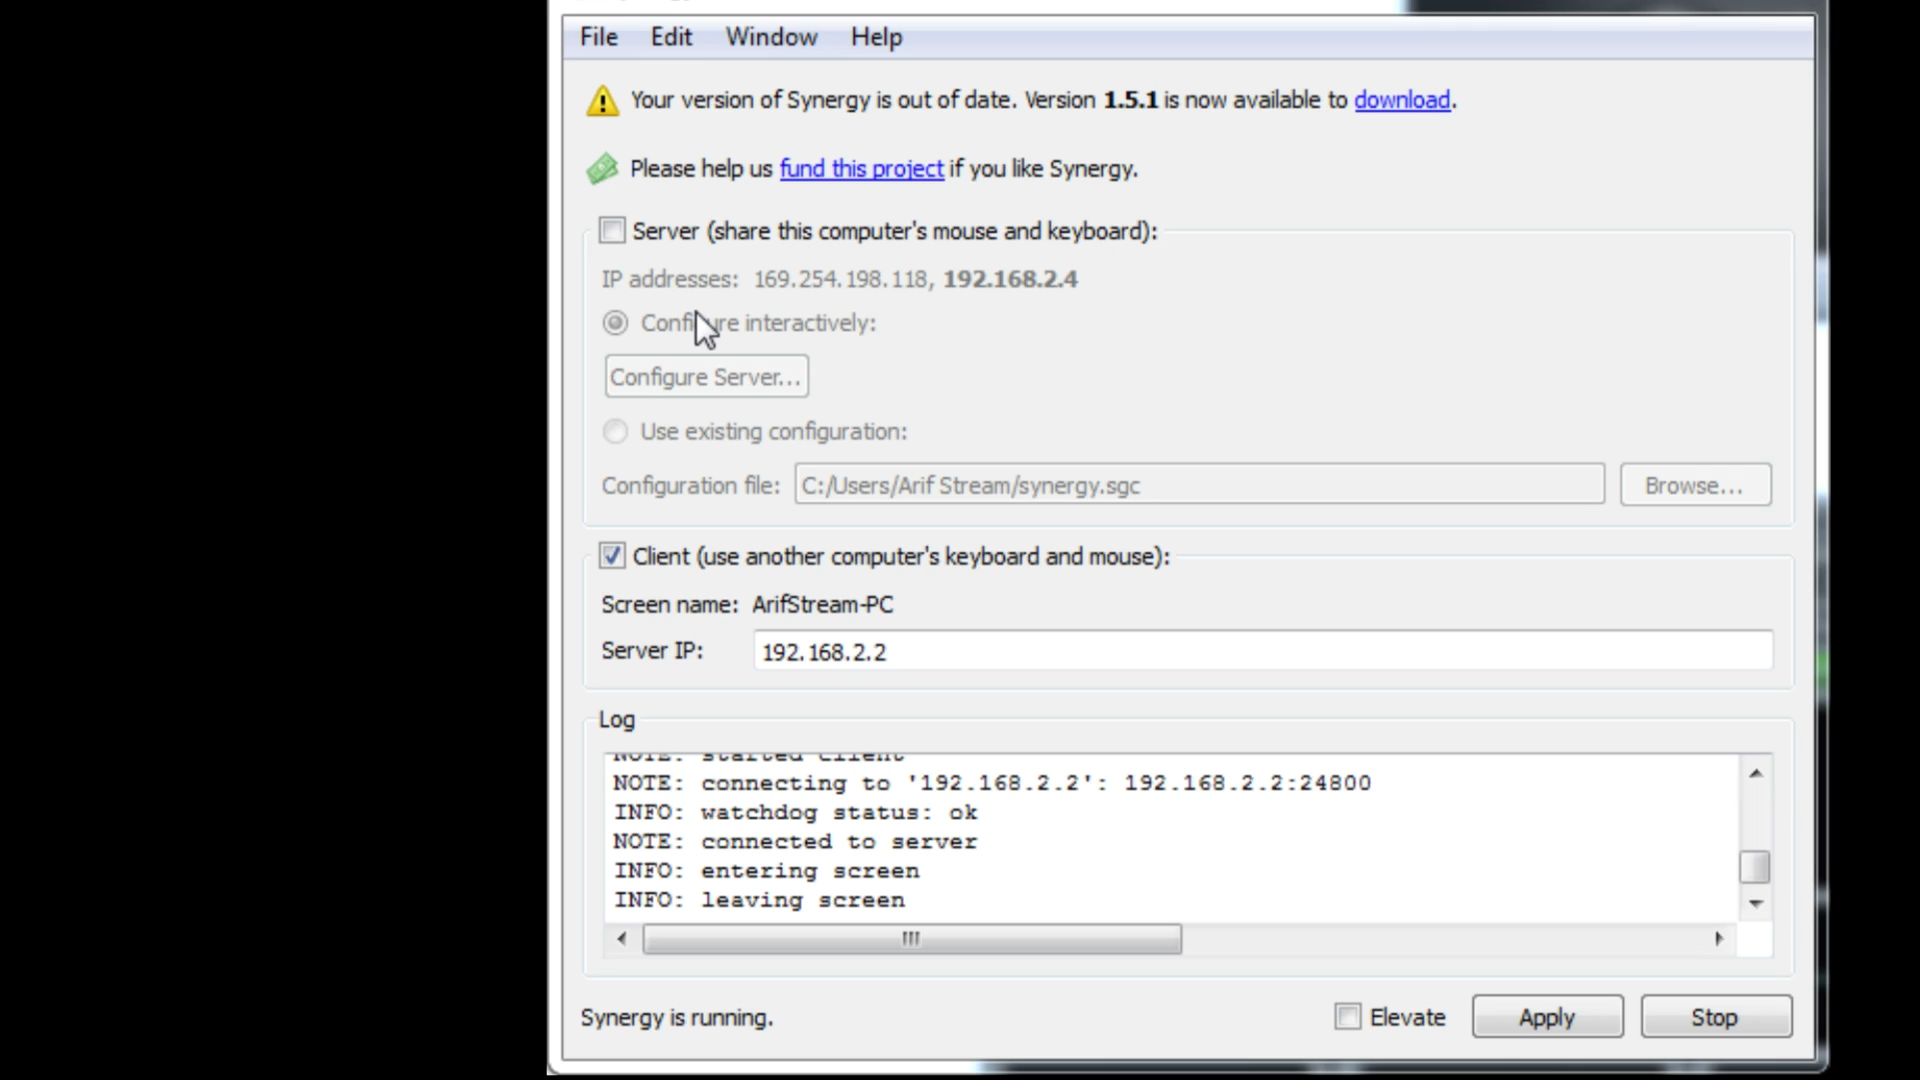 File Edit Window Help
Your version of Synergy is out of date. Version 1.5.1 is now available to download.
Please help us fund this project if you like Synergy.
Server (share this computer's mouse and keyboard):
IP addresses: 169.254.198.118, 192.168.2.4
Configure interactively:
Configure Server...
Use existing configuration:
Configuration file: C:/Users/Arif Stream/synergy.sgc Browse...
Client (use another computer's keyboard and mouse):
Screen name: ArifStream-PC
Server IP: 192.168.2.2
Log
NOTE: started client
NOTE: connecting to '192.168.2.2': 192.168.2.2:24800
INFO: watchdog status: ok
NOTE: connected to server
INFO: entering screen
INFO: leaving screen
Synergy is running. Elevate Apply Stop